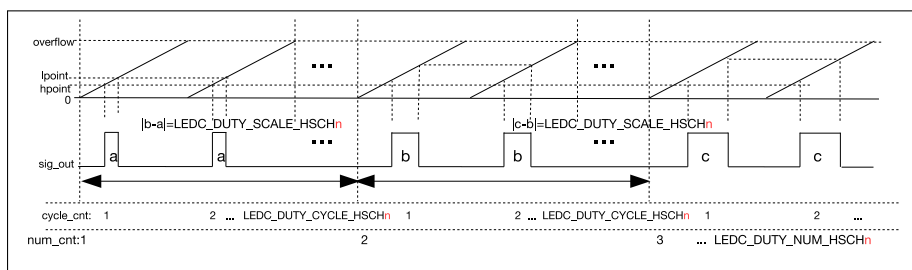 overflow
lpoint
hpoint
0
|b-a|=LEDC_DUTY_SCALE_HSCHn |c-b|=LEDC_DUTY_SCALE_HSCHn
sig_out a a b b c c
cycle_cnt: 1 2 ... LEDC_DUTY_CYCLE_HSCHn 1 2 ... LEDC_DUTY_CYCLE_HSCHn 1 2 ...
num_cnt:1 2 3 ... LEDC_DUTY_NUM_HSCHn